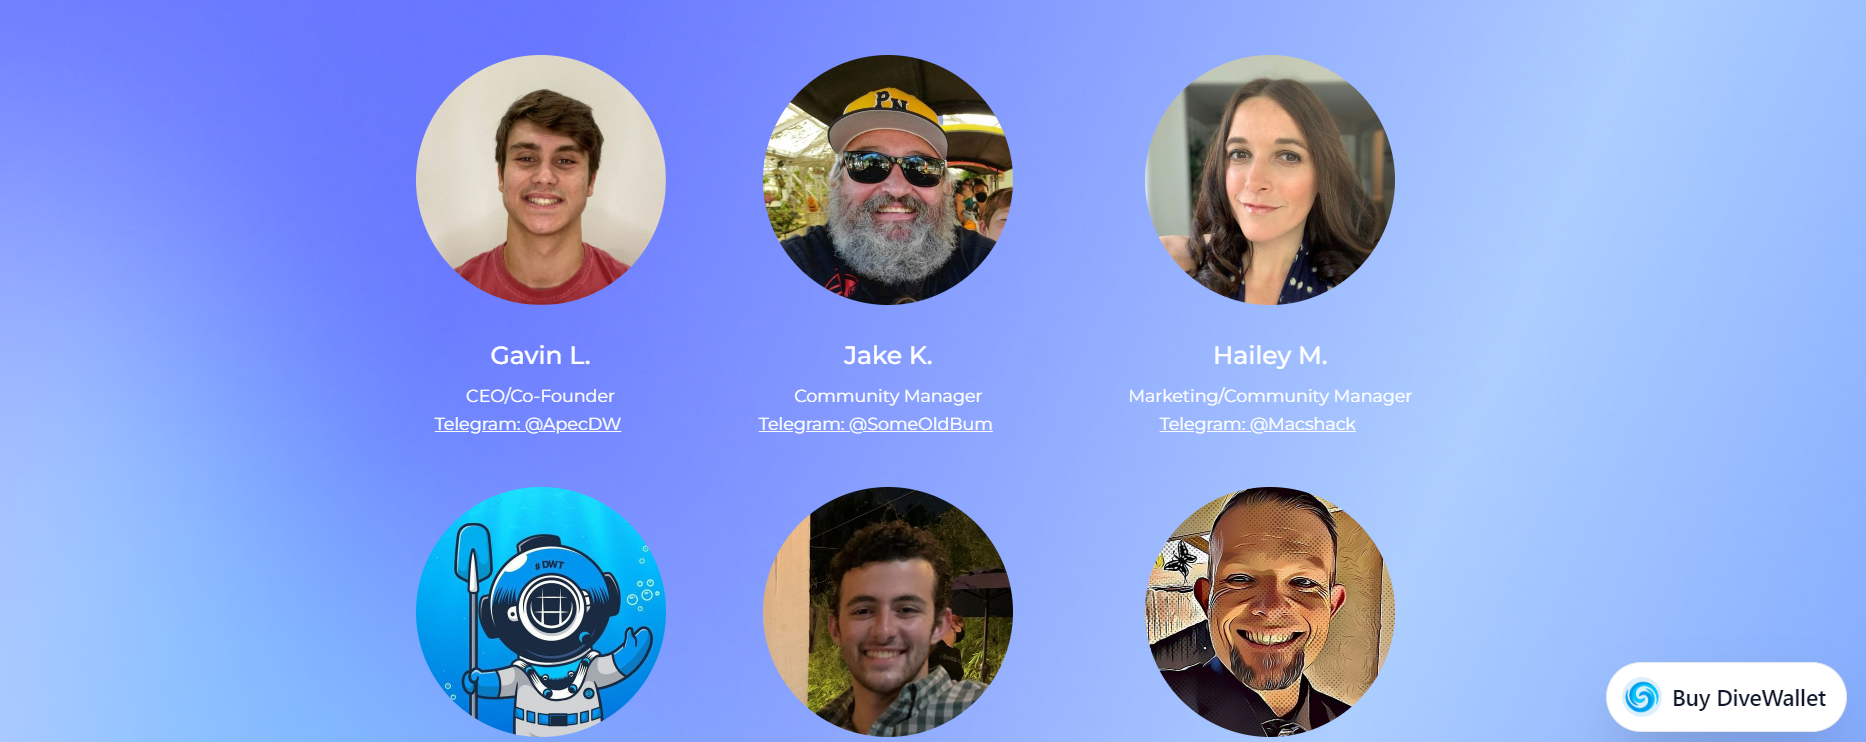 PN
Gavin L.
Jake K.
Hailey M.
CEO/Co-Founder
Community Manager
Marketing/Community Manager
Telegram: @ApecDW
Telegram: @SomeOldBum
Telegram: @Macshack
#DWT
Buy DiveWallet